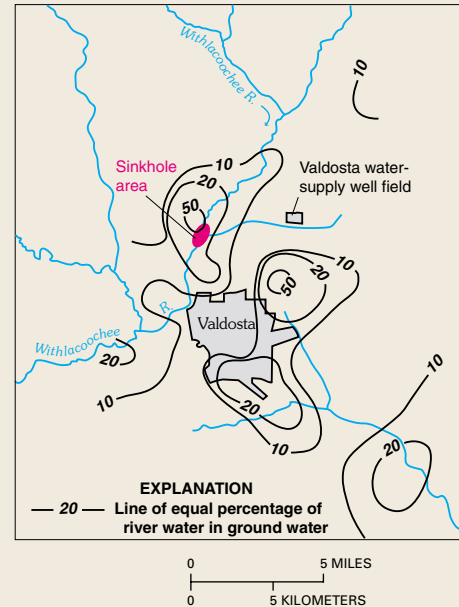 Withlacoochee R.
10
Sinkhole
area
10
20
50
Valdosta water-
supply well field
10
20
50
Valdosta
Withlacoochee
R.
20
10
20
10
10
20
EXPLANATION
20 Line of equal percentage of
river water in ground water
0 5 MILES
0 5 KILOMETERS